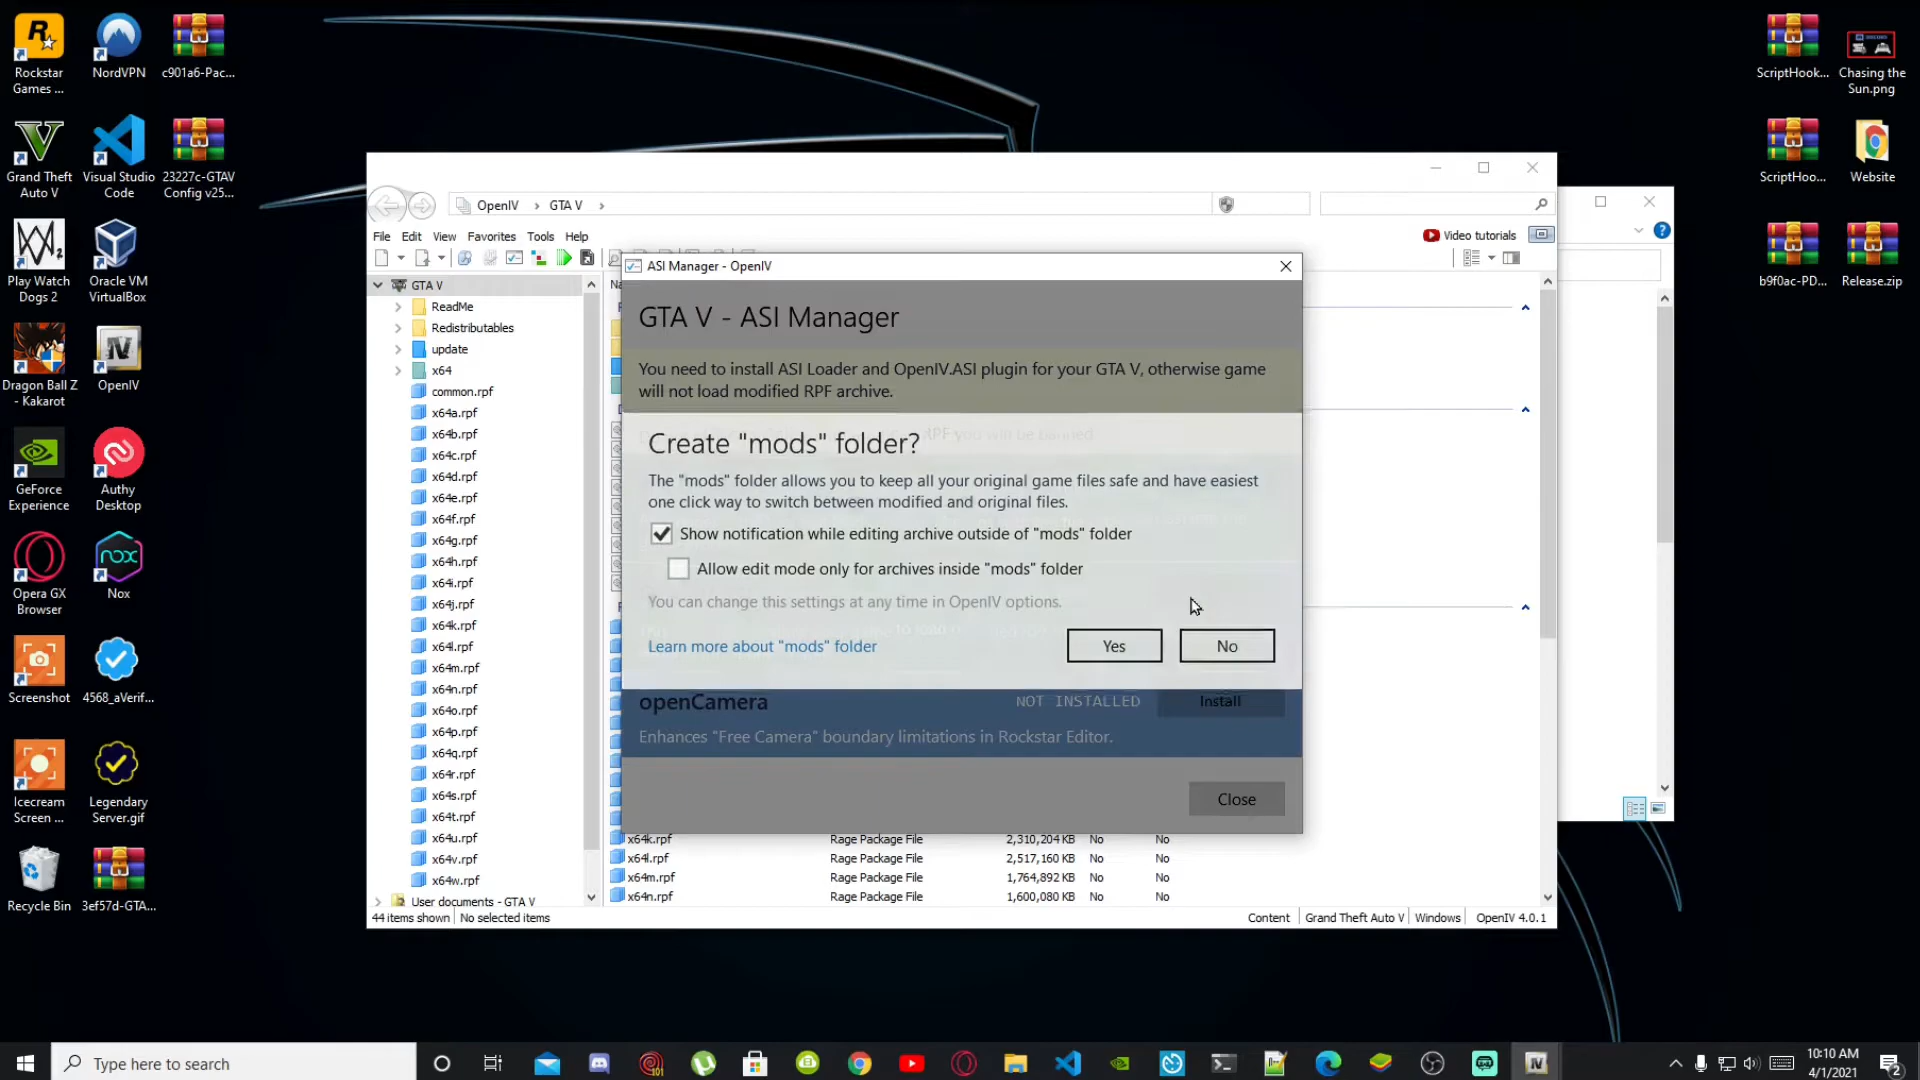 Rockstar
Games ...
NordVPN
c901a6-Pac...
Grand Theft
Auto V
Visual Studio
Code
23227c-GTAV
Config v25...
Play Watch
Dogs 2
Oracle VM
VirtualBox
Dragon Ball Z
- Kakarot
OpenIV
GeForce
Experience
Authy
Desktop
Opera GX
Browser
Nox
Screenshot
4568_aVerif...
Icecream
Screen ...
Legendary
Server.gif
Recycle Bin
3ef57d-GTA...
ScriptHook...
Chasing the
Sun.png
ScriptHoo...
Website
b9f0ac-PD...
Release.zip
OpenIV > GTA V >
File Edit View Favorites Tools Help
Video tutorials
GTA V
ReadMe
Redistributables
update
x64
common.rpf
x64a.rpf
x64b.rpf
x64c.rpf
x64d.rpf
x64e.rpf
x64f.rpf
x64g.rpf
x64h.rpf
x64i.rpf
x64j.rpf
x64k.rpf
x64l.rpf
x64m.rpf
x64n.rpf
x64o.rpf
x64p.rpf
x64q.rpf
x64r.rpf
x64s.rpf
x64t.rpf
x64u.rpf
x64v.rpf
x64w.rpf
User documents - GTA V
ASI Manager - OpenIV
GTA V - ASI Manager
You need to install ASI Loader and OpenIV.ASI plugin for your GTA V, otherwise game
will not load modified RPF archive.
Create "mods" folder?
The "mods" folder allows you to keep all your original game files safe and have easiest
one click way to switch between modified and original files.
Show notification while editing archive outside of "mods" folder
Allow edit mode only for archives inside "mods" folder
You can change this settings at any time in OpenIV options.
Learn more about "mods" folder
Yes
No
openCamera NOT INSTALLED Install
Enhances "Free Camera" boundary limitations in Rockstar Editor.
Close
x64k.rpf Rage Package File 2,310,204 KB No No
x64l.rpf Rage Package File 2,517,160 KB No No
x64m.rpf Rage Package File 1,764,892 KB No No
x64n.rpf Rage Package File 1,600,080 KB No No
44 items shown No selected items
Content Grand Theft Auto V Windows OpenIV 4.0.1
Type here to search
10:10 AM
4/1/2021
2